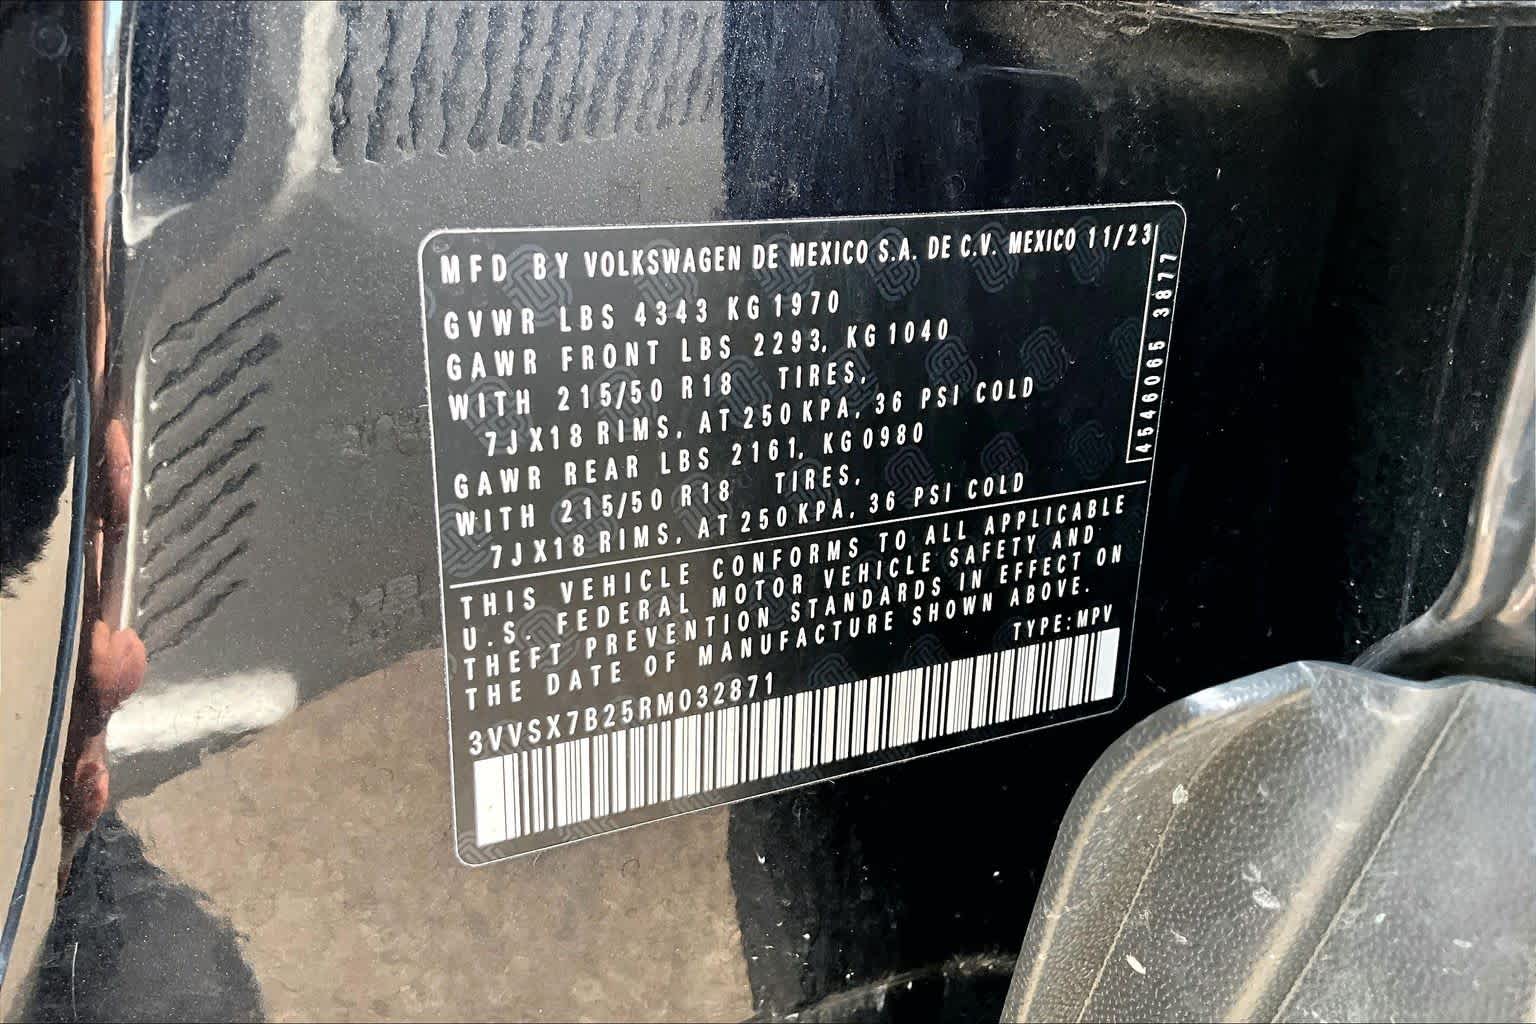 MFD BY VOLKSWAGEN DE MEXICO S.A. DE C.V. MEXICO 11/23
GVWR LBS 4343 KG 1970
GAWR FRONT LBS 2293, KG 1040
WITH 215/50 R18 TIRES,
7JX18 RIMS, AT 250 KPA, 36 PSI COLD
GAWR REAR LBS 2161, KG 0980
WITH 215/50 R18 TIRES,
7JX18 RIMS, AT 250 KPA, 36 PSI COLD
4546065 3877
THIS VEHICLE CONFORMS TO ALL APPLICABLE
U.S. FEDERAL MOTOR VEHICLE SAFETY AND
THEFT PREVENTION STANDARDS IN EFFECT ON
THE DATE OF MANUFACTURE SHOWN ABOVE.
TYPE:MPV
3VVSX7B25RM032871